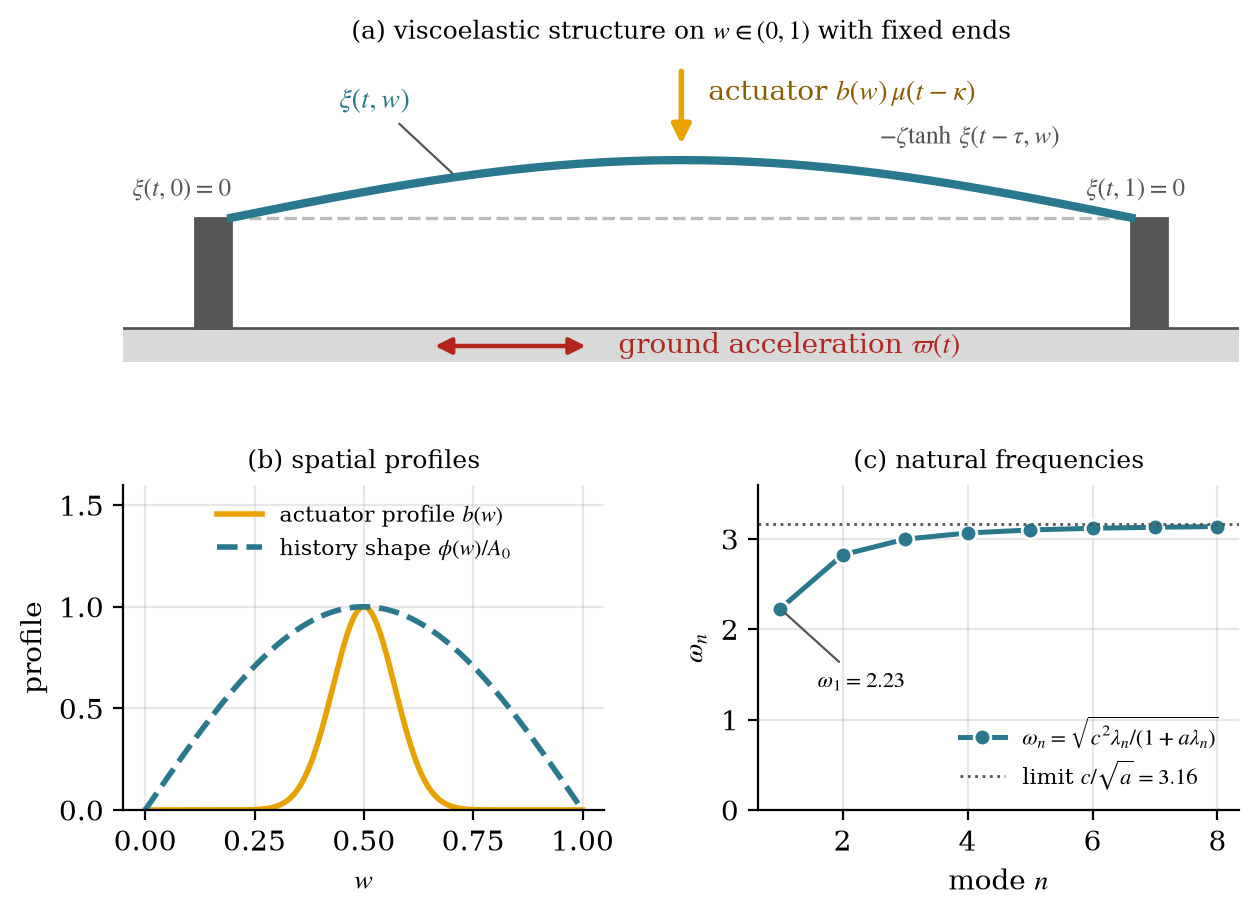 (a) viscoelastic structure on w ∈ (0, 1) with fixed ends
ξ(t, w)
actuator b(w) μ(t − κ)
−ζtanh ξ(t − τ, w)
ξ(t, 0) = 0
ξ(t, 1) = 0
ground acceleration ϖ(t)
(b) spatial profiles
1.5
1.0
0.5
0.0
profile
actuator profile b(w)
history shape ϕ(w)/A₀
0.00 0.25 0.50 0.75 1.00
w
(c) natural frequencies
3
2
1
0
ωₙ
ω₁ = 2.23
ωₙ = √c²λₙ/(1 + aλₙ)
limit c/√a = 3.16
2 4 6 8
mode n